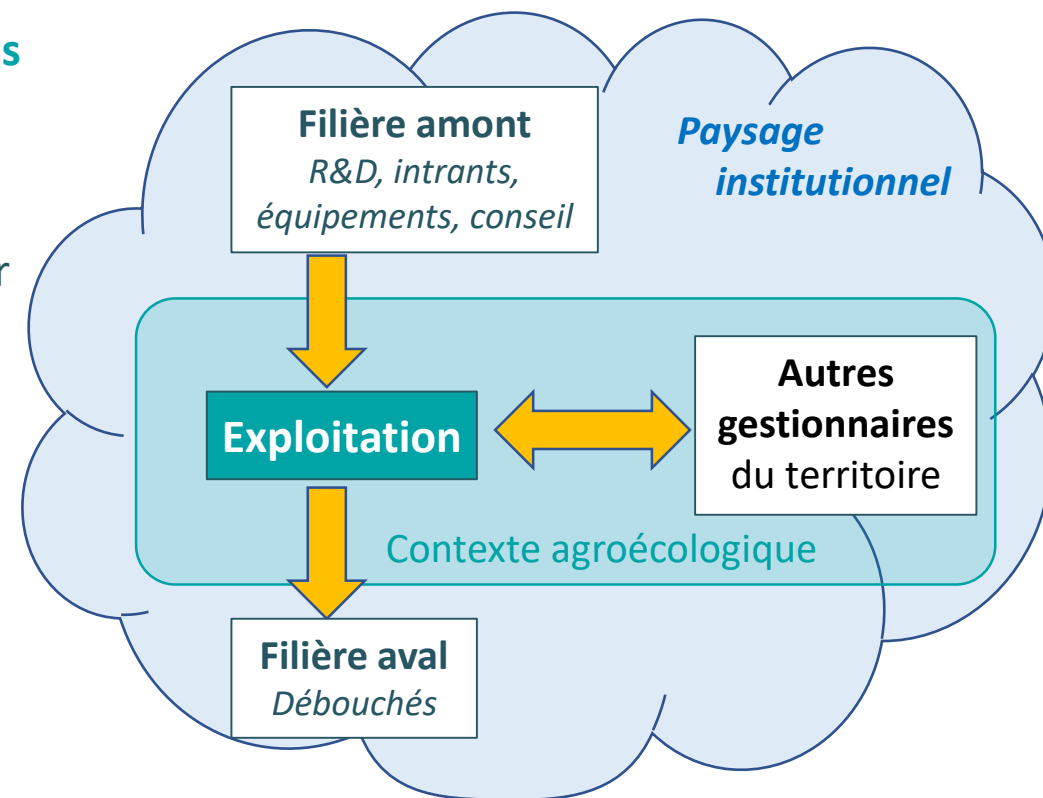 s
r
Filière amont
R&D, intrants,
équipements, conseil
Paysage
institutionnel
Exploitation
Autres
gestionnaires
du territoire
Contexte agroécologique
Filière aval
Débouchés